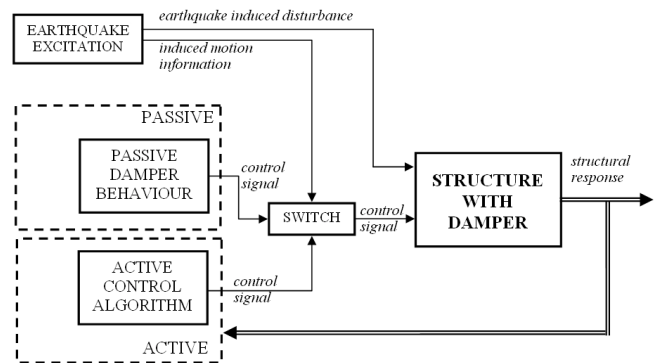 earthquake induced disturbance
EARTHQUAKE
EXCITATION
induced motion
information
PASSIVE
PASSIVE
DAMPER
BEHAVIOUR
control
signal
SWITCH
control
signal
STRUCTURE
WITH
DAMPER
structural
response
ACTIVE
CONTROL
ALGORITHM
control
signal
ACTIVE